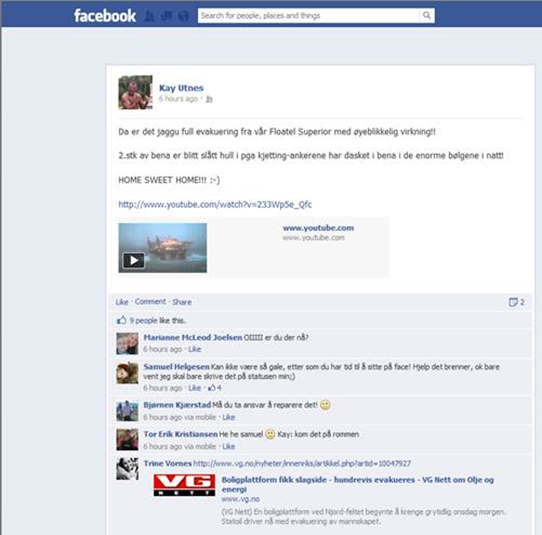 facebook
Search for people, places and things
Kay Utnes
6 hours ago ·
Da er det jaggu full evakuering fra vår Floatel Superior med øyeblikkelig virkning!!
2.stk av bena er blitt slått hull i pga kjetting-ankerene har dasket i bena i de enorme bølgene i natt!
HOME SWEET HOME!!! :-)
http://www.youtube.com/watch?v=233Wp5e_Qfc
www.youtube.com
www.youtube.com
Like · Comment · Share
2
9 people like this.
Marianne McLeod Joelsen OIIIII er du der nå?
6 hours ago · Like
Samuel Helgesen Kan ikke være så gale, etter som du har tid til å sitte på face! Hjelp det brenner, ok bare
vent jeg skal bare skrive det på statusen min;)
6 hours ago · Like · 4
Bjørnen Kjærstad Må du ta ansvar å reparere det!
6 hours ago via mobile · Like
Tor Erik Kristiansen He he samuel Kay: kom det på rommen
6 hours ago via mobile · Like
Trine Vornes http://www.vg.no/nyheter/innenriks/artikkel.php?artid=10047927
VG
NETT
Boligplattform fikk slagside - hundrevis evakueres - VG Nett om Olje og
energi
www.vg.no
(VG Nett) En boligplattform ved Njord-feltet begynte å krenge grytidlig onsdag morgen.
Statoil driver nå med evakuering av mannskapet.